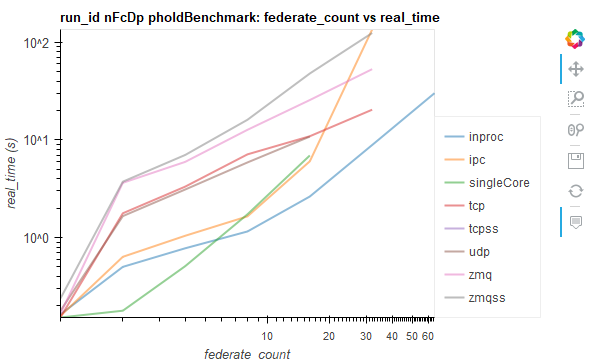 run_id nFcDp pholdBenchmark: federate_count vs real_time
10^2
10^1
10^0
real_time (s)
10
20
30
40
50
60
federate_count
inproc
ipc
singleCore
tcp
tcpss
udp
zmq
zmqss